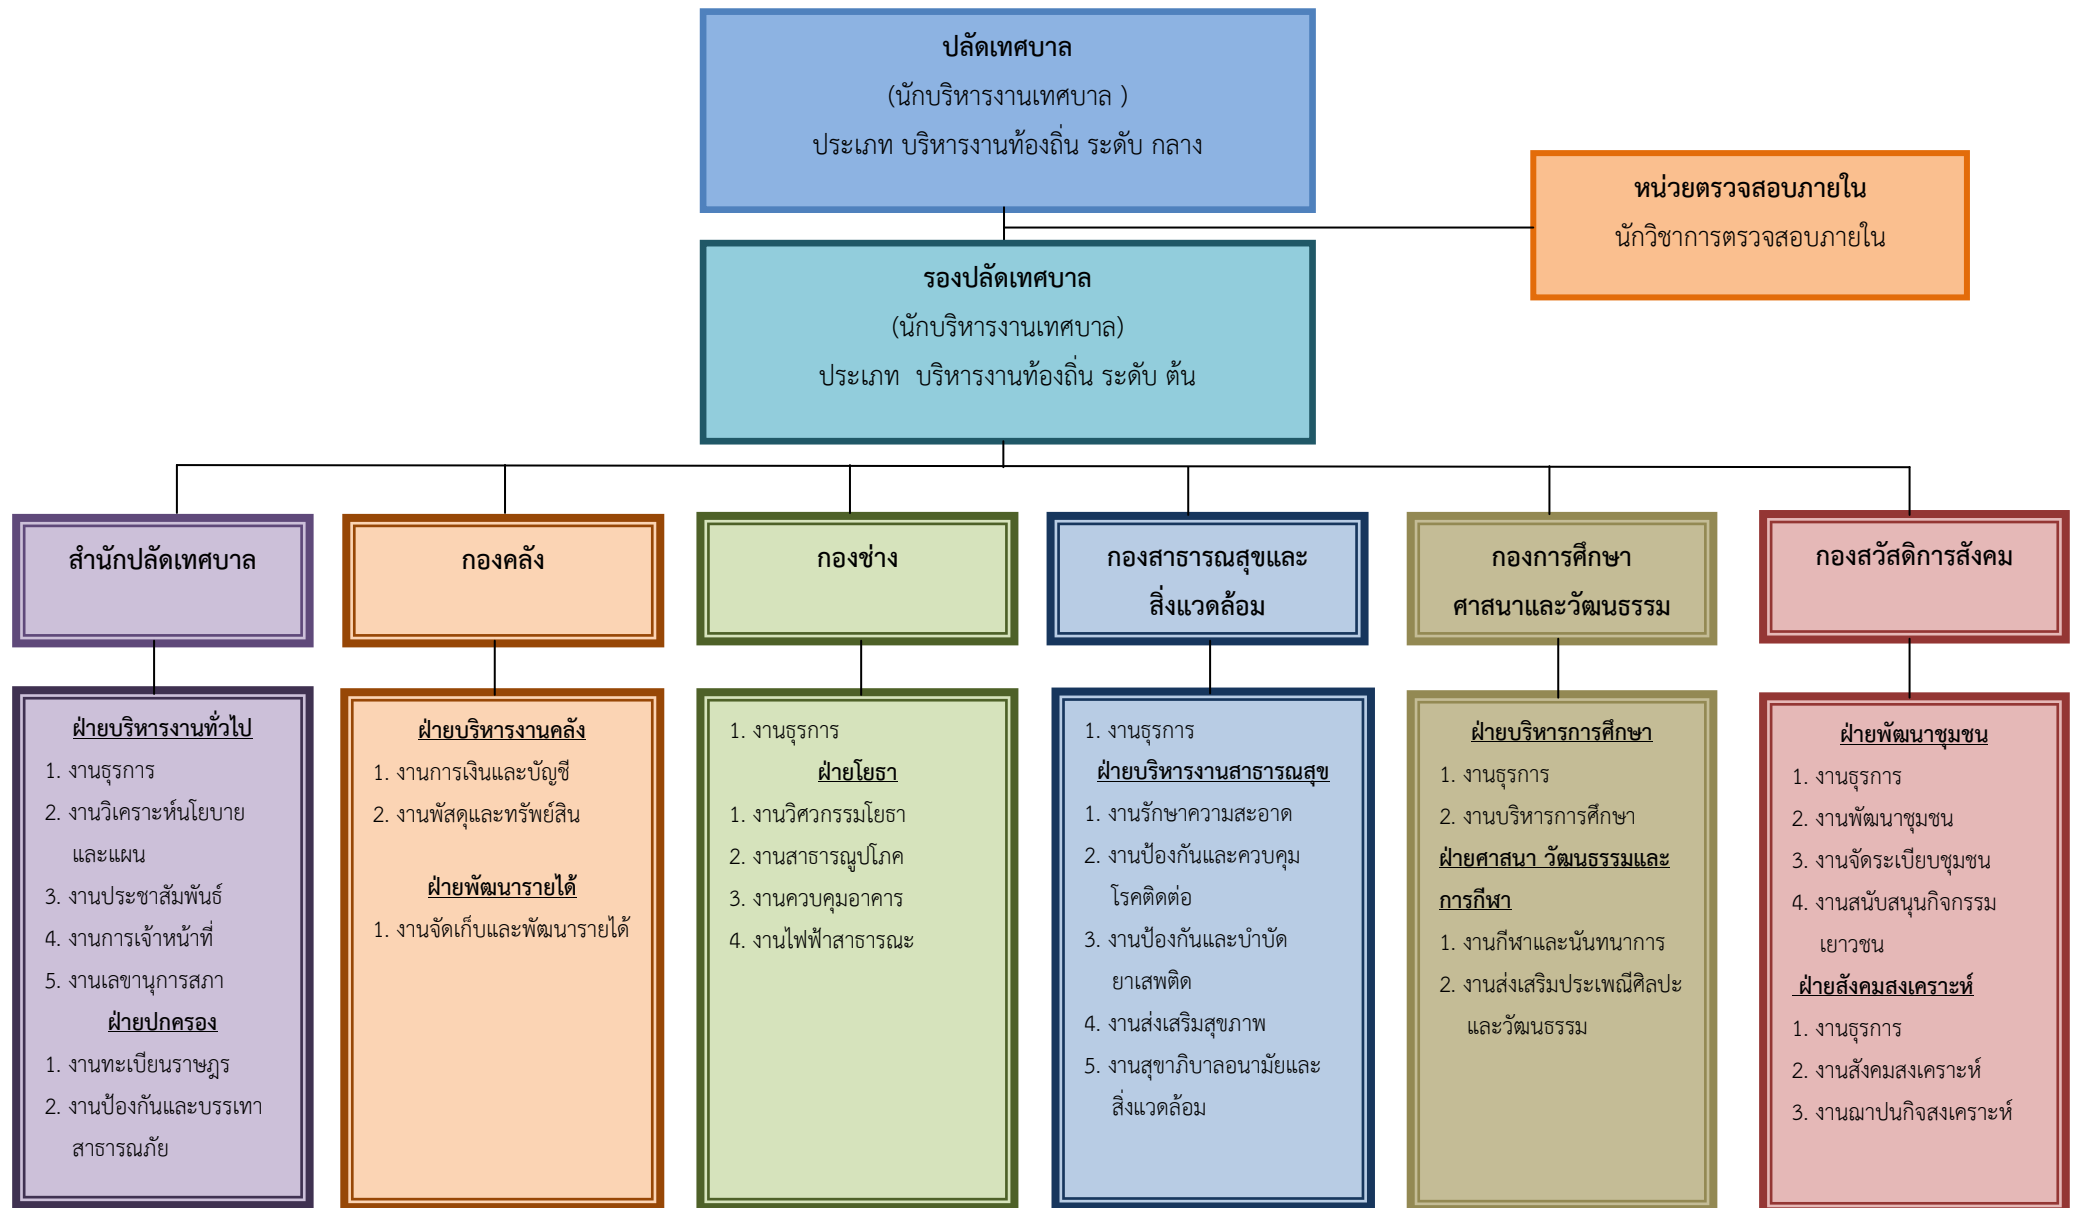 ปลัดเทศบาล
(นักบริหารงานเทศบาล )
ประเภท บริหารงานท้องถิ่น ระดับ กลาง
หน่วยตรวจสอบภายใน
นักวิชาการตรวจสอบภายใน
รองปลัดเทศบาล
(นักบริหารงานเทศบาล)
ประเภท  บริหารงานท้องถิ่น ระดับ ต้น
สำนักปลัดเทศบาล
กองคลัง
กองช่าง
กองสาธารณสุขและ
สิ่งแวดล้อม
กองการศึกษา
ศาสนาและวัฒนธรรม
กองสวัสดิการสังคม
ฝ่ายบริหารงานทั่วไป
1. งานธุรการ
2. งานวิเคราะห์นโยบาย
และแผน
3. งานประชาสัมพันธ์
4. งานการเจ้าหน้าที่
5. งานเลขานุการสภา
ฝ่ายปกครอง
1. งานทะเบียนราษฎร
2. งานป้องกันและบรรเทา
สาธารณภัย
ฝ่ายบริหารงานคลัง
1. งานการเงินและบัญชี
2. งานพัสดุและทรัพย์สิน
ฝ่ายพัฒนารายได้
1. งานจัดเก็บและพัฒนารายได้
1. งานธุรการ
ฝ่ายโยธา
1. งานวิศวกรรมโยธา
2. งานสาธารณูปโภค
3. งานควบคุมอาคาร
4. งานไฟฟ้าสาธารณะ
1. งานธุรการ
ฝ่ายบริหารงานสาธารณสุข
1. งานรักษาความสะอาด
2. งานป้องกันและควบคุม
โรคติดต่อ
3. งานป้องกันและบำบัด
ยาเสพติด
4. งานส่งเสริมสุขภาพ
5. งานสุขาภิบาลอนามัยและ
สิ่งแวดล้อม
ฝ่ายบริหารการศึกษา
1. งานธุรการ
2. งานบริหารการศึกษา
ฝ่ายศาสนา วัฒนธรรมและ
การกีฬา
1. งานกีฬาและนันทนาการ
2. งานส่งเสริมประเพณีศิลปะ
และวัฒนธรรม
ฝ่ายพัฒนาชุมชน
1. งานธุรการ
2. งานพัฒนาชุมชน
3. งานจัดระเบียบชุมชน
4. งานสนับสนุนกิจกรรม
เยาวชน
ฝ่ายสังคมสงเคราะห์
1. งานธุรการ
2. งานสังคมสงเคราะห์
3. งานฌาปนกิจสงเคราะห์